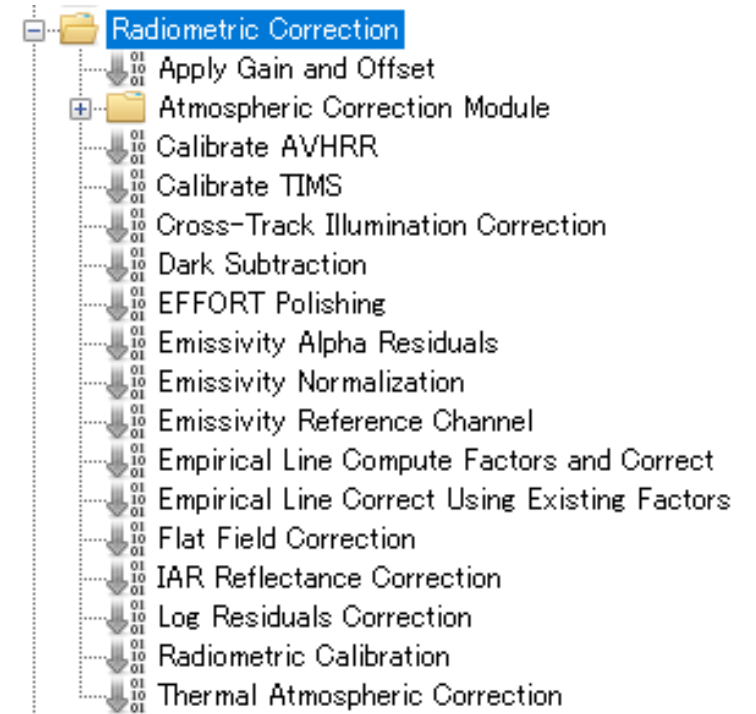 Radiometric Correction
Apply Gain and Offset
Atmospheric Correction Module
Calibrate AVHRR
Calibrate TIMS
Cross-Track Illumination Correction
Dark Subtraction
EFFORT Polishing
Emissivity Alpha Residuals
Emissivity Normalization
Emissivity Reference Channel
Empirical Line Compute Factors and Correct
Empirical Line Correct Using Existing Factors
Flat Field Correction
IAR Reflectance Correction
Log Residuals Correction
Radiometric Calibration
Thermal Atmospheric Correction